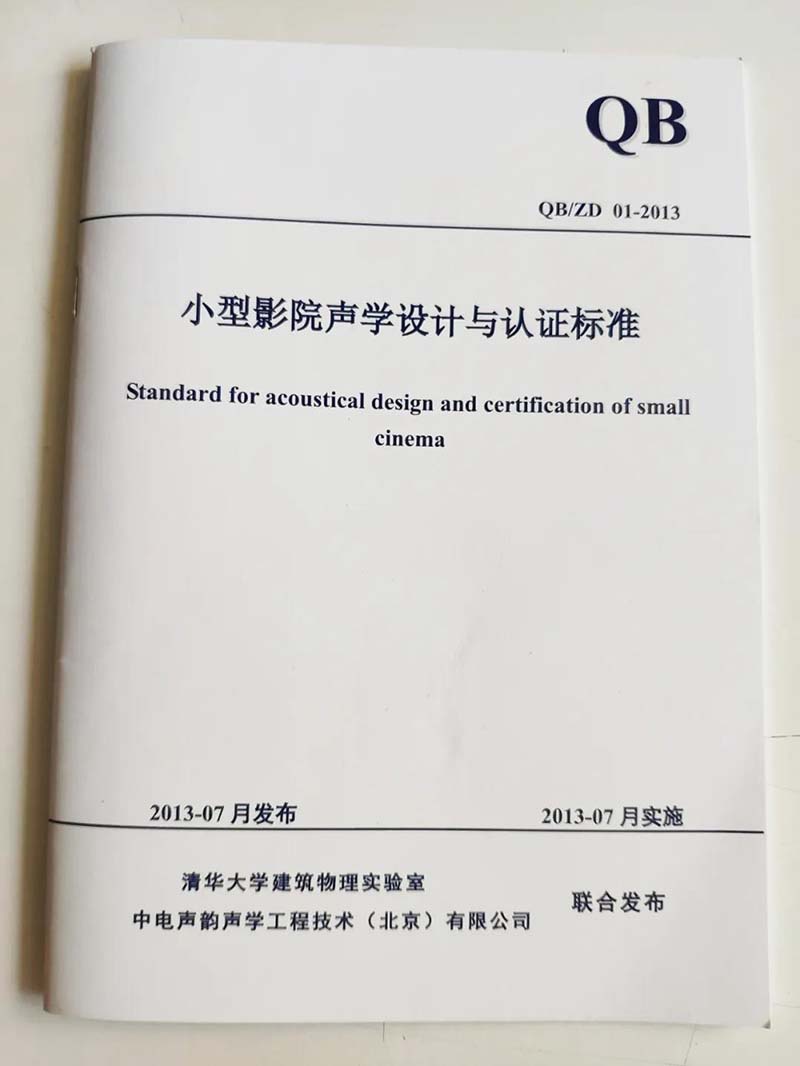 QB
QB/ZD 01-2013
小型影院声学设计与认证标准
Standard for acoustical design and certification of small
cinema
2013-07 月发布 2013-07 月实施
清华大学建筑物理实验室
中电声韵声学工程技术（北京）有限公司
联合发布